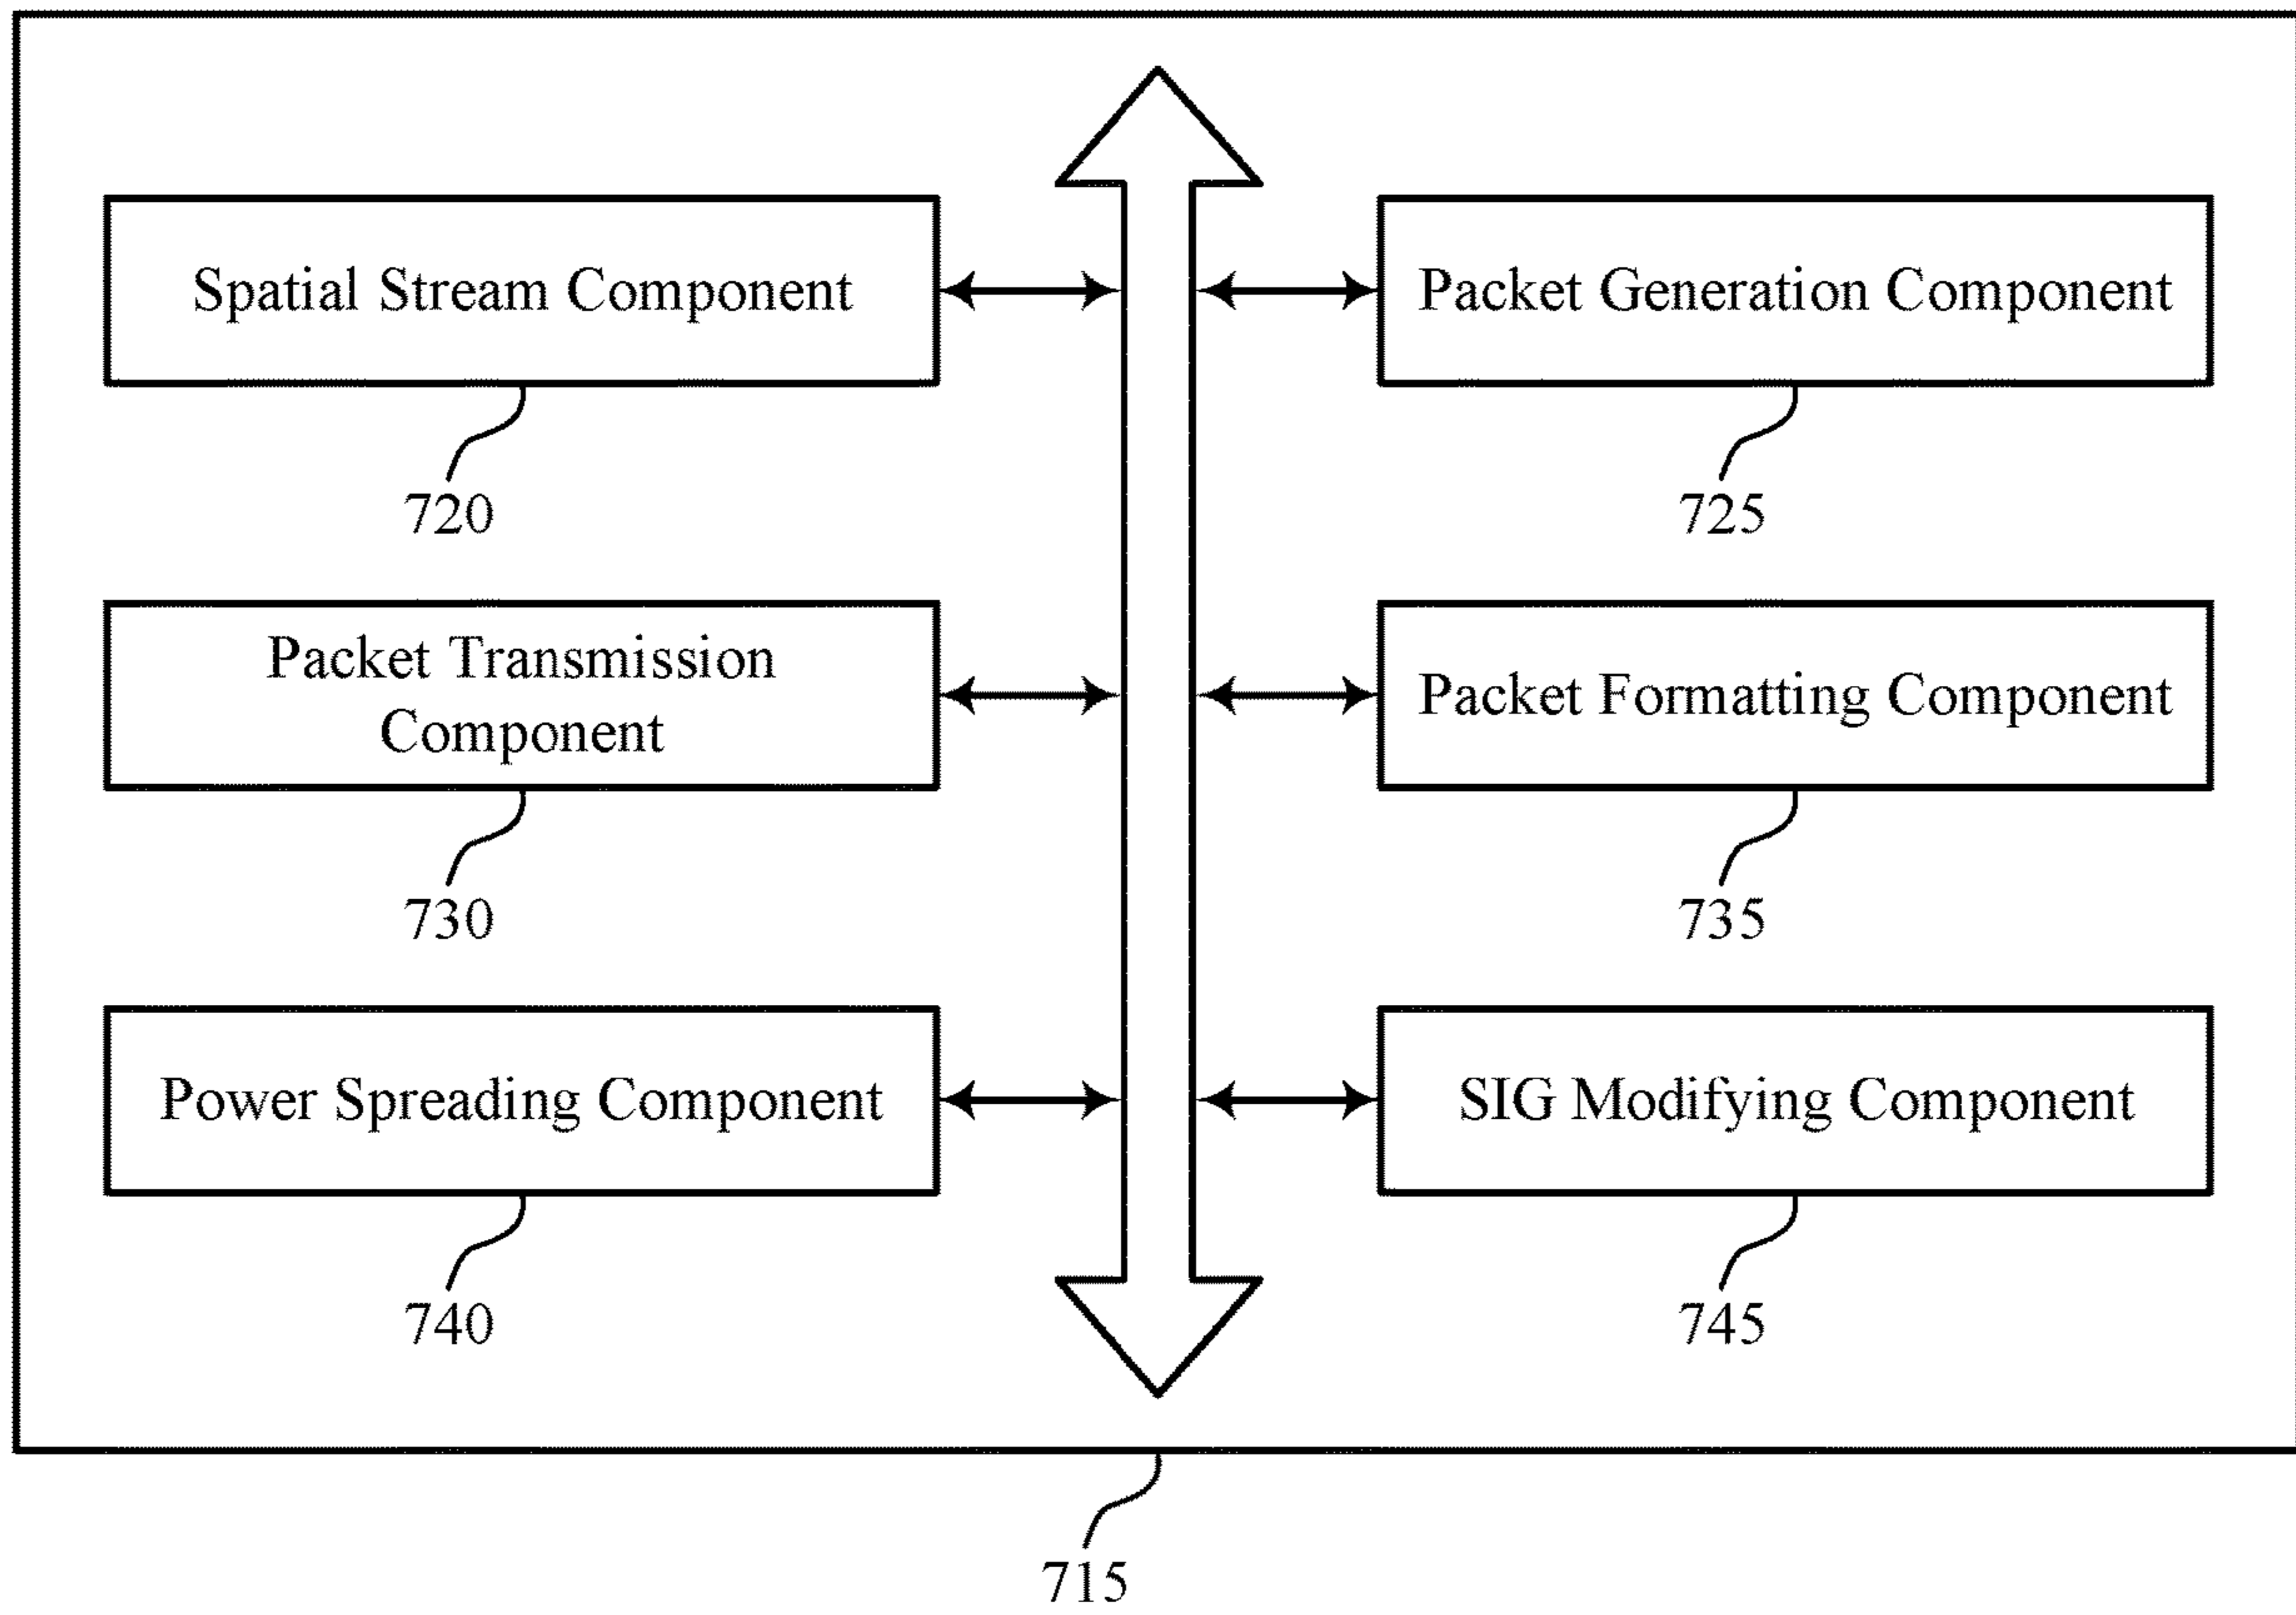 Spatial Stream Component
720
Packet Generation Component
725
Packet Transmission
Component
730
Packet Formatting Component
735
Power Spreading Component
740
SIG Modifying Component
745
715